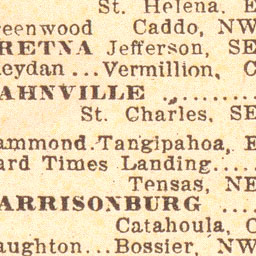 St. Helena, E
eenwood Caddo, NW
RETNA Jefferson, SE
eydan...Vermillion, C
AHNVILLE ..........
St. Charles, SE
ammond.Tangipahoa, E
ard Times Landing.....
Tensas, NE
ARRISONBURG ....
Catahoula, C
aughton...Bossier, NW